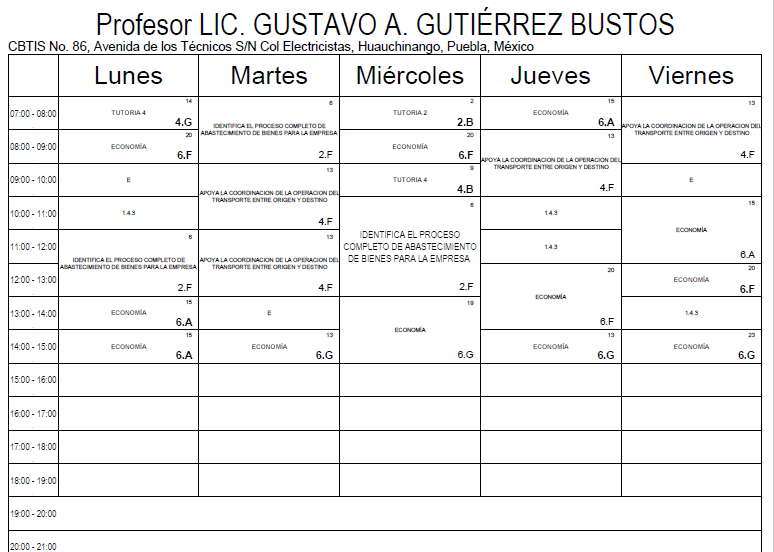 Profesor LIC. GUSTAVO A. GUTIÉRREZ BUSTOS
CBTIS No. 86, Avenida de los Técnicos S/N Col Electricistas, Huauchinango, Puebla, México
Lunes Martes Miércoles Jueves Viernes
07:00 - 08:00
14
TUTORIA 4
4.G
6
IDENTIFICA EL PROCESO COMPLETO DE
ABASTECIMIENTO DE BIENES PARA LA EMPRESA
2.F
2
TUTORIA 2
2.B
15
ECONOMÍA
6.A
13
APOYA LA COORDINACION DE LA OPERACION DEL
TRANSPORTE ENTRE ORIGEN Y DESTINO
4.F
08:00 - 09:00
20
ECONOMÍA
6.F
20
ECONOMÍA
6.F
13
APOYA LA COORDINACION DE LA OPERACION DEL
TRANSPORTE ENTRE ORIGEN Y DESTINO
4.F
09:00 - 10:00
E
13
APOYA LA COORDINACION DE LA OPERACION DEL
TRANSPORTE ENTRE ORIGEN Y DESTINO
4.F
9
TUTORIA 4
4.B
E
10:00 - 11:00
1.4.3
6
IDENTIFICA EL PROCESO
COMPLETO DE ABASTECIMIENTO
DE BIENES PARA LA EMPRESA
2.F
1.4.3
15
ECONOMÍA
6.A
11:00 - 12:00
6
IDENTIFICA EL PROCESO COMPLETO DE
ABASTECIMIENTO DE BIENES PARA LA EMPRESA
2.F
13
APOYA LA COORDINACION DE LA OPERACION DEL
TRANSPORTE ENTRE ORIGEN Y DESTINO
4.F
1.4.3
12:00 - 13:00
20
ECONOMÍA
6.F
20
ECONOMÍA
6.F
13:00 - 14:00
15
ECONOMÍA
6.A
E
19
ECONOMÍA
6.G
1.4.3
14:00 - 15:00
15
ECONOMÍA
6.A
13
ECONOMÍA
6.G
13
ECONOMÍA
6.G
23
ECONOMÍA
6.G
15:00 - 16:00
16:00 - 17:00
17:00 - 18:00
18:00 - 19:00
19:00 - 20:00
20:00 - 21:00